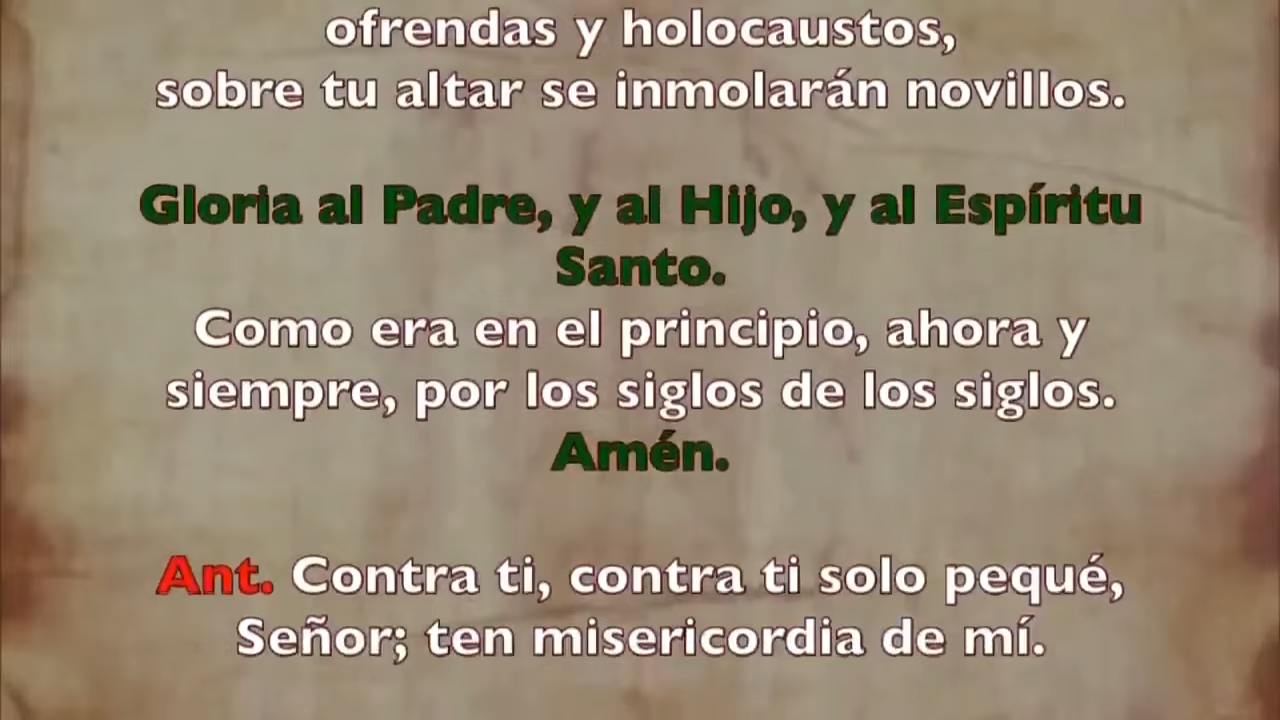 ofrendas y holocaustos,
sobre tu altar se inmolarán novillos.
Gloria al Padre, y al Hijo, y al Espíritu
Santo.
Como era en el principio, ahora y
siempre, por los siglos de los siglos.
Amén.
Ant. Contra ti, contra ti solo pequé,
Señor; ten misericordia de mí.